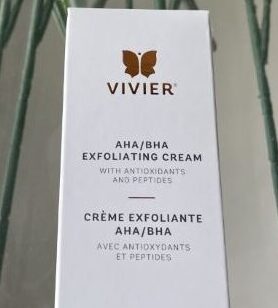 VIVIER®
AHA/BHA
EXFOLIATING CREAM
WITH ANTIOXIDANTS
AND PEPTIDES
CRÈME EXFOLIANTE
AHA/BHA
AVEC ANTIOXYDANTS
ET PEPTIDES